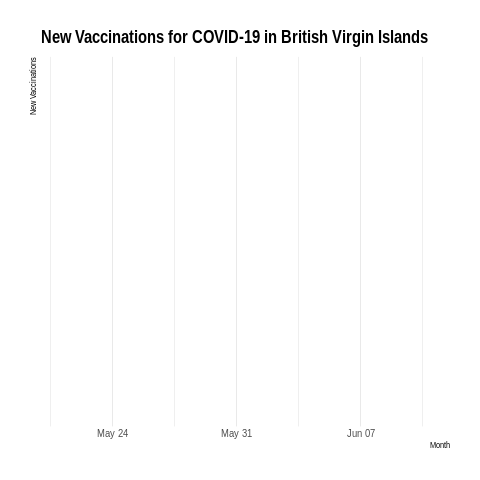 New Vaccinations for COVID-19 in British Virgin Islands
New Vaccinations
May 24
May 31
Jun 07
Month